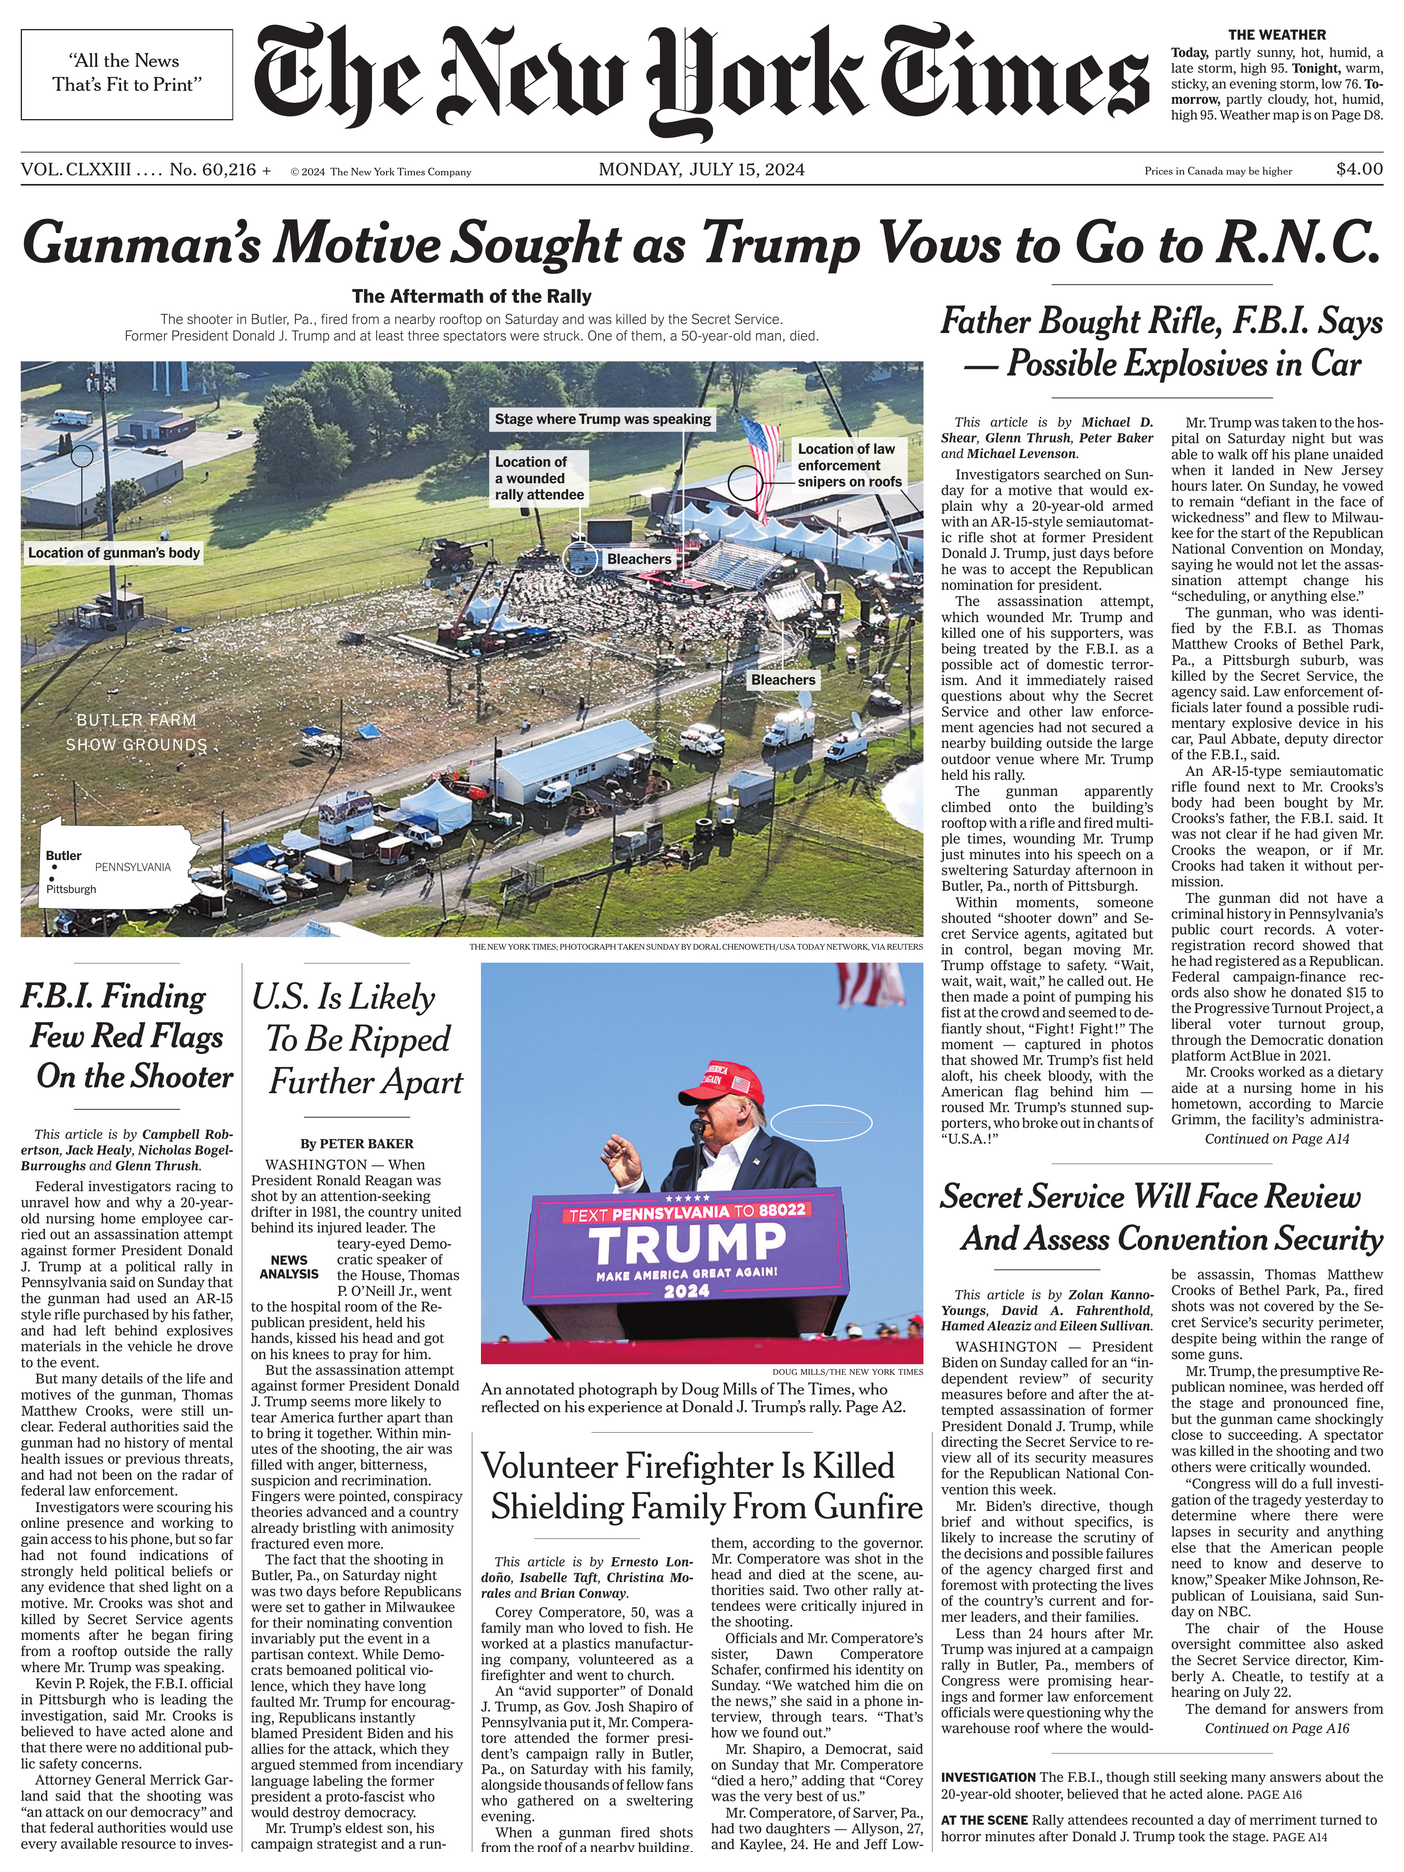 “All the News
That’s Fit to Print”
The New York Times
THE WEATHER
Today, partly sunny, hot, humid, a
late storm, high 95. Tonight, warm,
sticky, an evening storm, low 76. To-
morrow, partly cloudy, hot, humid,
high 95. Weather map is on Page D8.
VOL. CLXXIII .... No. 60,216 +
© 2024 The New York Times Company
MONDAY, JULY 15, 2024
Prices in Canada may be higher
$4.00
Gunman’s Motive Sought as Trump Vows to Go to R.N.C.
The Aftermath of the Rally
The shooter in Butler, Pa., fired from a nearby rooftop on Saturday and was killed by the Secret Service.
Former President Donald J. Trump and at least three spectators were struck. One of them, a 50-year-old man, died.
Stage where Trump was speaking
Location of
a wounded
rally attendee
Location of law
enforcement
snipers on roofs
Location of gunman’s body
Bleachers
Bleachers
BUTLER FARM
SHOW GROUNDS
Butler
PENNSYLVANIA
Pittsburgh
THE NEW YORK TIMES; PHOTOGRAPH TAKEN SUNDAY BY DORAL CHENOWETH/USA TODAY NETWORK, VIA REUTERS
Father Bought Rifle, F.B.I. Says
— Possible Explosives in Car
This article is by Michael D.
Shear, Glenn Thrush, Peter Baker
and Michael Levenson.
Investigators searched on Sun-
day for a motive that would ex-
plain why a 20-year-old armed
with an AR-15-style semiautomat-
ic rifle shot at former President
Donald J. Trump, just days before
he was to accept the Republican
nomination for president.
The assassination attempt,
which wounded Mr. Trump and
killed one of his supporters, was
being treated by the F.B.I. as a
possible act of domestic terror-
ism. And it immediately raised
questions about why the Secret
Service and other law enforce-
ment agencies had not secured a
nearby building outside the large
outdoor venue where Mr. Trump
held his rally.
The gunman apparently
climbed onto the building’s
rooftop with a rifle and fired multi-
ple times, wounding Mr. Trump
just minutes into his speech on a
sweltering Saturday afternoon in
Butler, Pa., north of Pittsburgh.
Within moments, someone
shouted “shooter down” and Se-
cret Service agents, agitated but
in control, began moving Mr.
Trump offstage to safety. “Wait,
wait, wait, wait,” he called out. He
then made a point of pumping his
fist at the crowd and seemed to de-
fiantly shout, “Fight! Fight!” The
moment — captured in photos
that showed Mr. Trump’s fist held
aloft, his cheek bloody, with the
American flag behind him —
roused Mr. Trump’s stunned sup-
porters, who broke out in chants of
“U.S.A.!”
Mr. Trump was taken to the hos-
pital on Saturday night but was
able to walk off his plane unaided
when it landed in New Jersey
hours later. On Sunday, he vowed
to remain “defiant in the face of
wickedness” and flew to Milwau-
kee for the start of the Republican
National Convention on Monday,
saying he would not let the assas-
sination attempt change his
“scheduling, or anything else.”
The gunman, who was identi-
fied by the F.B.I. as Thomas
Matthew Crooks of Bethel Park,
Pa., a Pittsburgh suburb, was
killed by the Secret Service, the
agency said. Law enforcement of-
ficials later found a possible rudi-
mentary explosive device in his
car, Paul Abbate, deputy director
of the F.B.I., said.
An AR-15-type semiautomatic
rifle found next to Mr. Crooks’s
body had been bought by Mr.
Crooks’s father, the F.B.I. said. It
was not clear if he had given Mr.
Crooks the weapon, or if Mr.
Crooks had taken it without per-
mission.
The gunman did not have a
criminal history in Pennsylvania’s
public court records. A voter-
registration record showed that
he had registered as a Republican.
Federal campaign-finance rec-
ords also show he donated $15 to
the Progressive Turnout Project, a
liberal voter turnout group,
through the Democratic donation
platform ActBlue in 2021.
Mr. Crooks worked as a dietary
aide at a nursing home in his
hometown, according to Marcie
Grimm, the facility’s administra-
Continued on Page A14
F.B.I. Finding
Few Red Flags
On the Shooter
This article is by Campbell Rob-
ertson, Jack Healy, Nicholas Bogel-
Burroughs and Glenn Thrush.
Federal investigators racing to
unravel how and why a 20-year-
old nursing home employee car-
ried out an assassination attempt
against former President Donald
J. Trump at a political rally in
Pennsylvania said on Sunday that
the gunman had used an AR-15
style rifle purchased by his father,
and had left behind explosives
materials in the vehicle he drove
to the event.
But many details of the life and
motives of the gunman, Thomas
Matthew Crooks, were still un-
clear. Federal authorities said the
gunman had no history of mental
health issues or previous threats,
and had not been on the radar of
federal law enforcement.
Investigators were scouring his
online presence and working to
gain access to his phone, but so far
had not found indications of
strongly held political beliefs or
any evidence that shed light on a
motive. Mr. Crooks was shot and
killed by Secret Service agents
moments after he began firing
from a rooftop outside the rally
where Mr. Trump was speaking.
Kevin P. Rojek, the F.B.I. official
in Pittsburgh who is leading the
investigation, said Mr. Crooks is
believed to have acted alone and
that there were no additional pub-
lic safety concerns.
Attorney General Merrick Gar-
land said that the shooting was
“an attack on our democracy” and
that federal authorities would use
every available resource to inves-
U.S. Is Likely
To Be Ripped
Further Apart
By PETER BAKER
WASHINGTON — When
President Ronald Reagan was
shot by an attention-seeking
drifter in 1981, the country united
behind its injured leader. The
teary-eyed Demo-
cratic speaker of
the House, Thomas
P. O’Neill Jr., went
NEWS
ANALYSIS
to the hospital room of the Re-
publican president, held his
hands, kissed his head and got
on his knees to pray for him.
But the assassination attempt
against former President Donald
J. Trump seems more likely to
tear America further apart than
to bring it together. Within min-
utes of the shooting, the air was
filled with anger, bitterness,
suspicion and recrimination.
Fingers were pointed, conspiracy
theories advanced and a country
already bristling with animosity
fractured even more.
The fact that the shooting in
Butler, Pa., on Saturday night
was two days before Republicans
were set to gather in Milwaukee
for their nominating convention
invariably put the event in a
partisan context. While Demo-
crats bemoaned political vio-
lence, which they have long
faulted Mr. Trump for encourag-
ing, Republicans instantly
blamed President Biden and his
allies for the attack, which they
argued stemmed from incendiary
language labeling the former
president a proto-fascist who
would destroy democracy.
Mr. Trump’s eldest son, his
campaign strategist and a run-
TEXT PENNSYLVANIA TO 88022
TRUMP
MAKE AMERICA GREAT AGAIN!
2024
DOUG MILLS/THE NEW YORK TIMES
An annotated photograph by Doug Mills of The Times, who
reflected on his experience at Donald J. Trump’s rally. Page A2.
Volunteer Firefighter Is Killed
Shielding Family From Gunfire
This article is by Ernesto Lon-
doño, Isabelle Taft, Christina Mo-
rales and Brian Conway.
Corey Comperatore, 50, was a
family man who loved to fish. He
worked at a plastics manufactur-
ing company, volunteered as a
firefighter and went to church.
An “avid supporter” of Donald
J. Trump, as Gov. Josh Shapiro of
Pennsylvania put it, Mr. Compera-
tore attended the former presi-
dent’s campaign rally in Butler,
Pa., on Saturday with his family,
alongside thousands of fellow fans
who gathered on a sweltering
evening.
When a gunman fired shots
from the roof of a nearby building,
them, according to the governor.
Mr. Comperatore was shot in the
head and died at the scene, au-
thorities said. Two other rally at-
tendees were critically injured in
the shooting.
Officials and Mr. Comperatore’s
sister, Dawn Comperatore
Schafer, confirmed his identity on
Sunday. “We watched him die on
the news,” she said in a phone in-
terview, through tears. “That’s
how we found out.”
Mr. Shapiro, a Democrat, said
on Sunday that Mr. Comperatore
“died a hero,” adding that “Corey
was the very best of us.”
Mr. Comperatore, of Sarver, Pa.,
had two daughters — Allyson, 27,
and Kaylee, 24. He and Jeff Low-
Secret Service Will Face Review
And Assess Convention Security
This article is by Zolan Kanno-
Youngs, David A. Fahrenthold,
Hamed Aleaziz and Eileen Sullivan.
WASHINGTON — President
Biden on Sunday called for an “in-
dependent review” of security
measures before and after the at-
tempted assassination of former
President Donald J. Trump, while
directing the Secret Service to re-
view all of its security measures
for the Republican National Con-
vention this week.
Mr. Biden’s directive, though
brief and without specifics, is
likely to increase the scrutiny of
the decisions and possible failures
of the agency charged first and
foremost with protecting the lives
of the country’s current and for-
mer leaders, and their families.
Less than 24 hours after Mr.
Trump was injured at a campaign
rally in Butler, Pa., members of
Congress were promising hear-
ings and former law enforcement
officials were questioning why the
warehouse roof where the would-
be assassin, Thomas Matthew
Crooks of Bethel Park, Pa., fired
shots was not covered by the Se-
cret Service’s security perimeter,
despite being within the range of
some guns.
Mr. Trump, the presumptive Re-
publican nominee, was herded off
the stage and pronounced fine,
but the gunman came shockingly
close to succeeding. A spectator
was killed in the shooting and two
others were critically wounded.
“Congress will do a full investi-
gation of the tragedy yesterday to
determine where there were
lapses in security and anything
else that the American people
need to know and deserve to
know,” Speaker Mike Johnson, Re-
publican of Louisiana, said Sun-
day on NBC.
The chair of the House
oversight committee also asked
the Secret Service director, Kim-
berly A. Cheatle, to testify at a
hearing on July 22.
The demand for answers from
Continued on Page A16
INVESTIGATION The F.B.I., though still seeking many answers about the
20-year-old shooter, believed that he acted alone. PAGE A16
AT THE SCENE Rally attendees recounted a day of merriment turned to
horror minutes after Donald J. Trump took the stage. PAGE A14